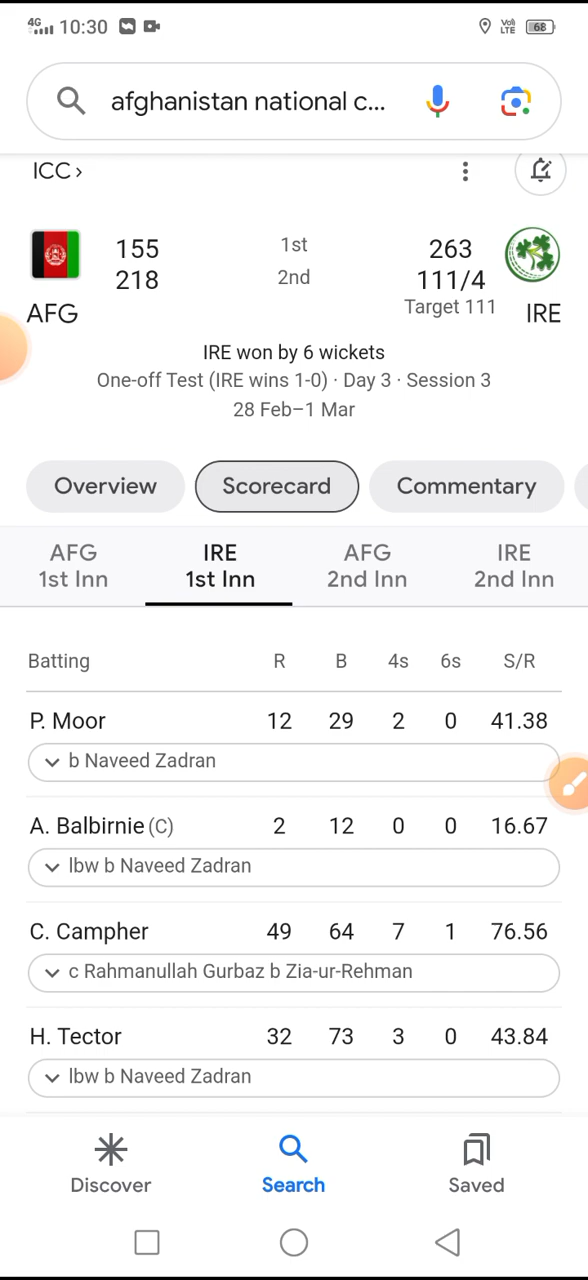 4G 10:30 VoLTE 68
afghanistan national c...
ICC ›
155 1st 263
218 2nd 111/4
AFG Target 111 IRE
IRE won by 6 wickets
One-off Test (IRE wins 1-0) · Day 3 · Session 3
28 Feb–1 Mar
Overview Scorecard Commentary
AFG IRE AFG IRE
1st Inn 1st Inn 2nd Inn 2nd Inn
Batting R B 4s 6s S/R
P. Moor 12 29 2 0 41.38
b Naveed Zadran
A. Balbirnie (C) 2 12 0 0 16.67
lbw b Naveed Zadran
C. Campher 49 64 7 1 76.56
c Rahmanullah Gurbaz b Zia-ur-Rehman
H. Tector 32 73 3 0 43.84
lbw b Naveed Zadran
Discover Search Saved